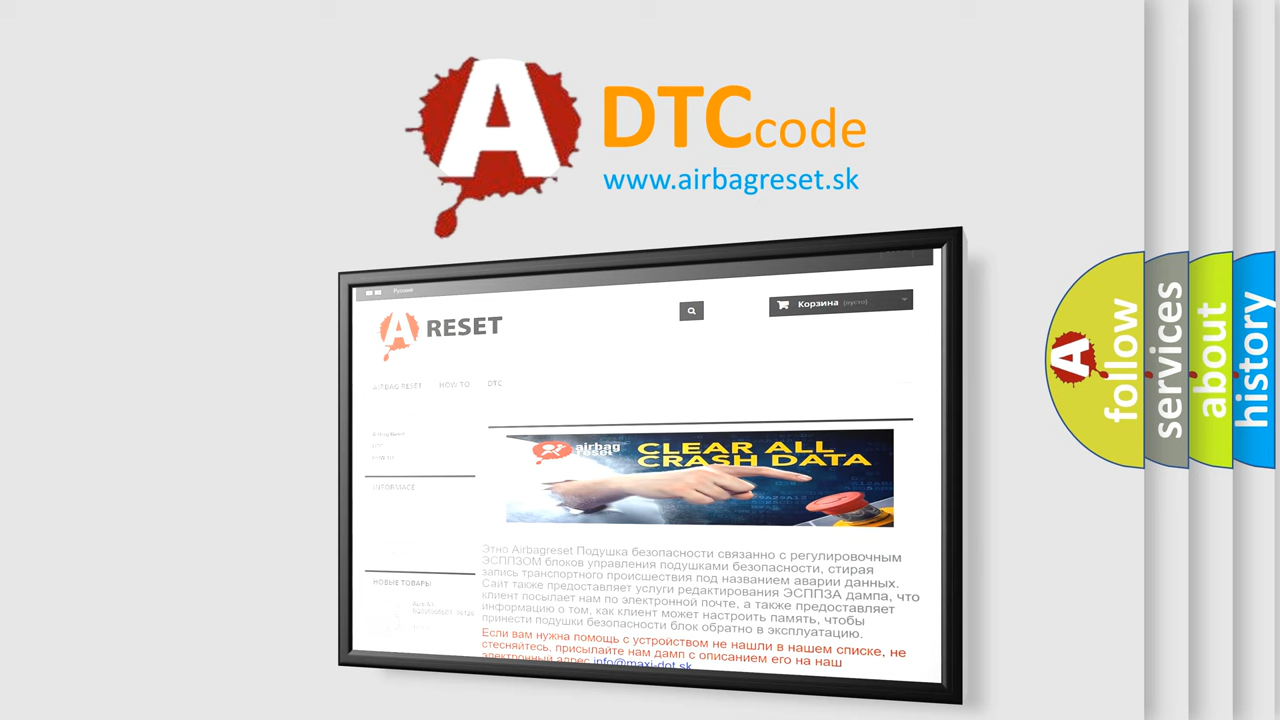 A
DTC code
www.airbagreset.sk
Русский
A RESET
Корзина (пусто)
AIRBAG RESET HOW TO DTC
INFORMACE
НОВЫЕ ТОВАРЫ
airbag
reset
CLEAR ALL
CRASH DATA
Этно Airbagreset Подушка безопасности связанно с регулировочным
ЭСППЗОМ блоков управления подушками безопасности, стирая
запись транспортного происшествия под названием аварии данных.
Сайт также предоставляет услуги редактирования ЭСППЗА дампа, что
клиент посылает нам по электронной почте, а также предоставляет
информацию о том, как клиент может настроить память, чтобы
принести подушки безопасности блок обратно в эксплуатацию.
Если вам нужна помощь с устройством не нашли в нашем списке, не
стесняйтесь, присылайте нам дамп с описанием его на наш
электронный адрес info@maxi-dot.sk
A
follow
services
about
history